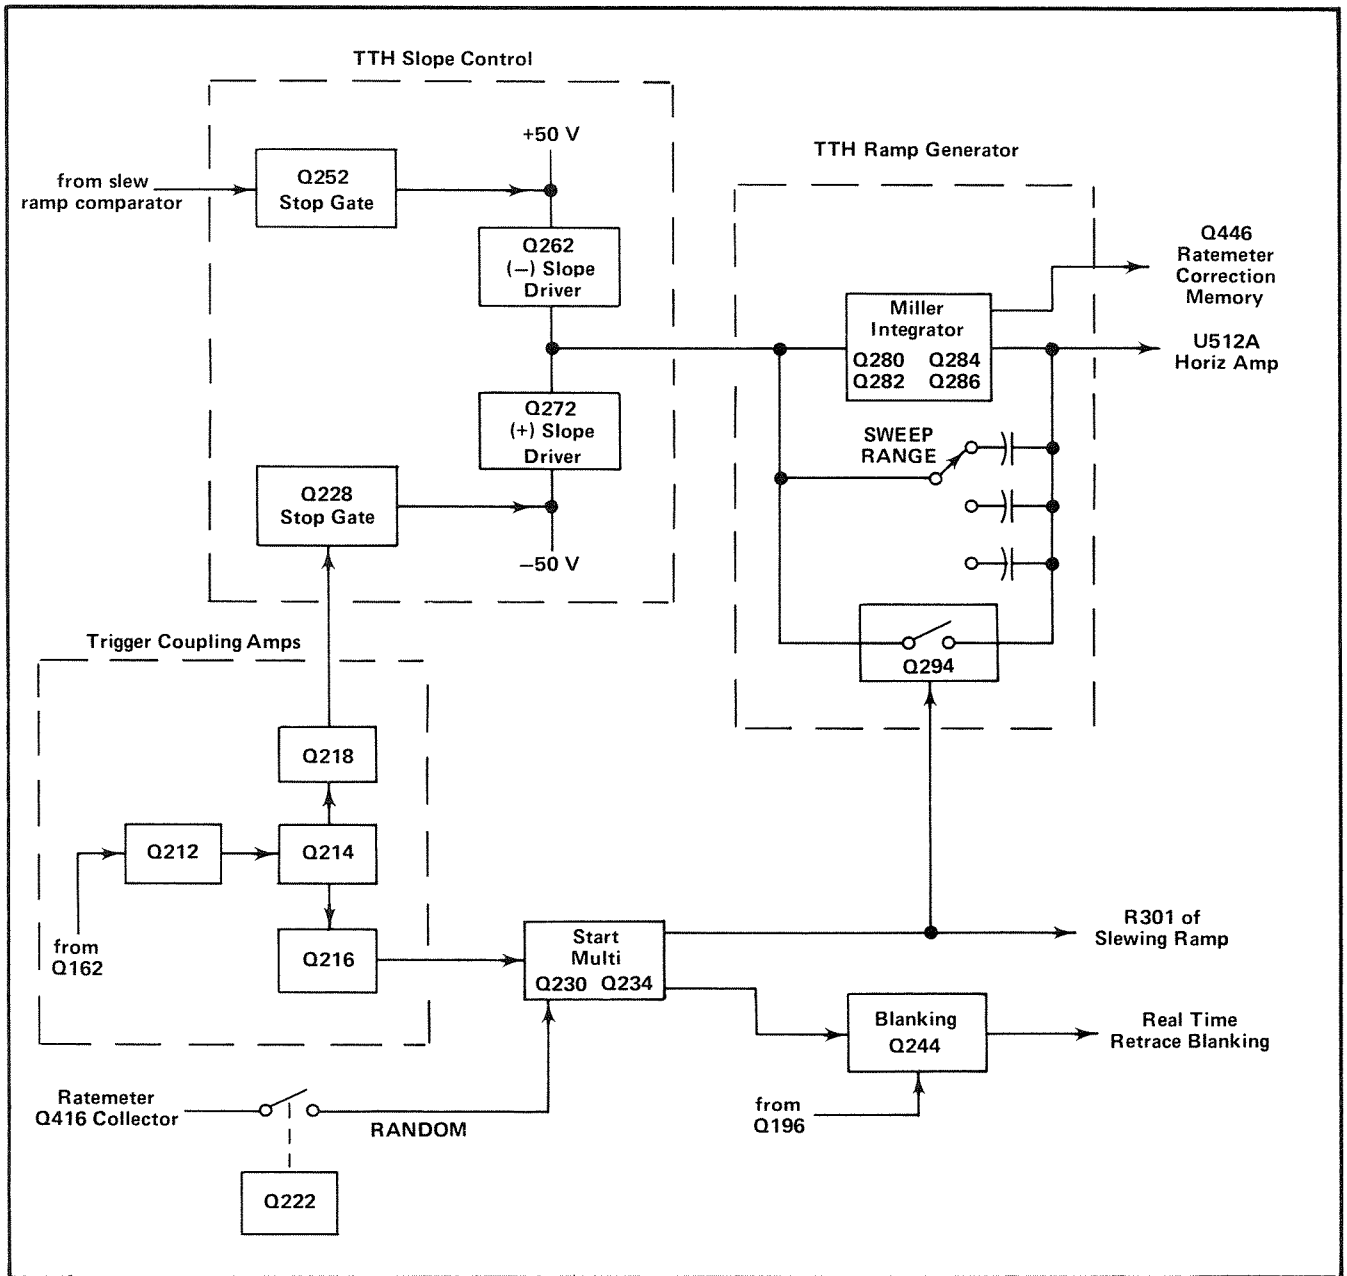 TTH Slope Control
+50 V
from slew
ramp comparator
Q252
Stop Gate
Q262
(−) Slope
Driver
Q272
(+) Slope
Driver
Q228
Stop Gate
−50 V
TTH Ramp Generator
Miller
Integrator
Q280 Q284
Q282 Q286
Q446
Ratemeter
Correction
Memory
U512A
Horiz Amp
SWEEP
RANGE
Q294
Trigger Coupling Amps
Q218
Q212
Q214
Q216
from
Q162
Start
Multi
Q230 Q234
R301 of
Slewing Ramp
Blanking
Q244
Real Time
Retrace Blanking
from
Q196
Ratemeter
Q416 Collector
RANDOM
Q222